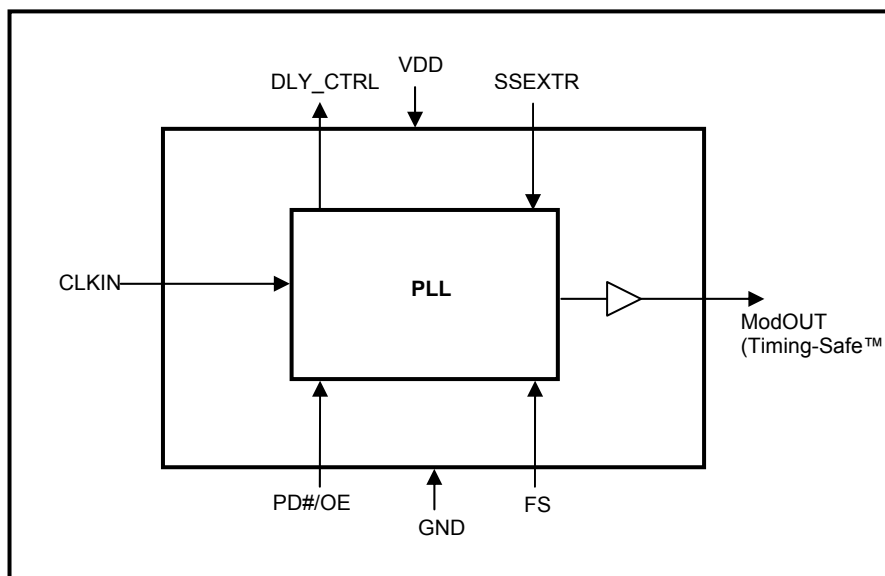 VDD
DLY_CTRL
SSEXTR
CLKIN
PLL
ModOUT
(Timing-Safe™
PD#/OE
FS
GND